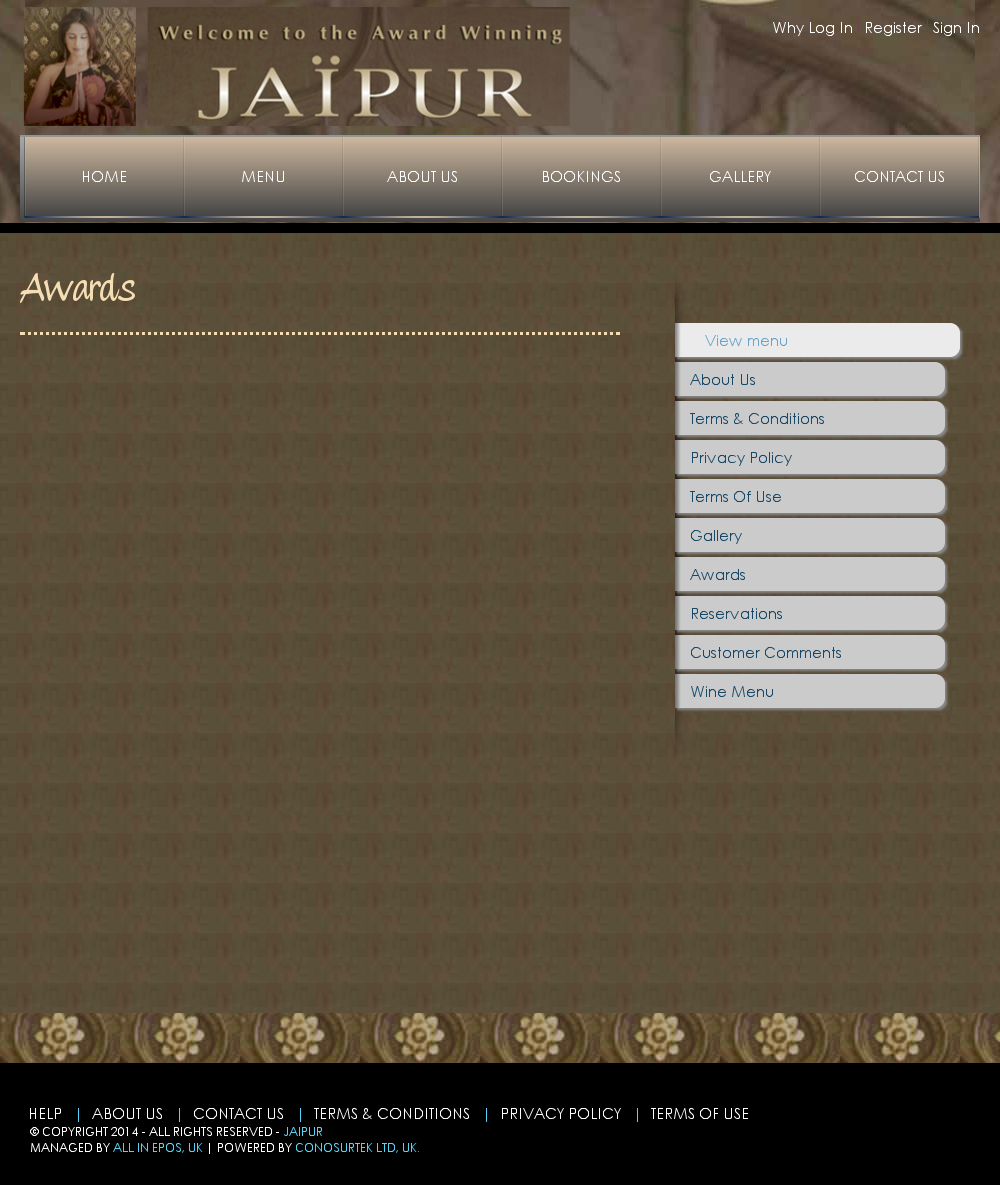 Welcome to the Award Winning
JAÏPUR
Why Log In Register Sign In
HOME MENU ABOUT US BOOKINGS GALLERY CONTACT US
Awards
View menu
About Us
Terms & Conditions
Privacy Policy
Terms Of Use
Gallery
Awards
Reservations
Customer Comments
Wine Menu
HELP | ABOUT US | CONTACT US | TERMS & CONDITIONS | PRIVACY POLICY | TERMS OF USE
© COPYRIGHT 2014 - ALL RIGHTS RESERVED - JAIPUR
MANAGED BY ALL IN EPOS, UK | POWERED BY CONOSURTEK LTD, UK.